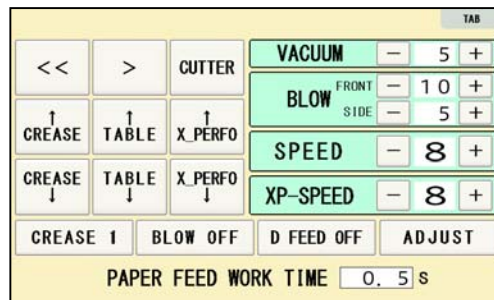 TAB
<< > CUTTER
↑ ↑ ↑
CREASE TABLE X_PERFO
CREASE TABLE X_PERFO
↓ ↓ ↓
VACUUM − 5 +
BLOW FRONT − 10 +
SIDE − 5 +
SPEED − 8 +
XP-SPEED − 8 +
CREASE 1 BLOW OFF D FEED OFF ADJUST
PAPER FEED WORK TIME 0. 5 S